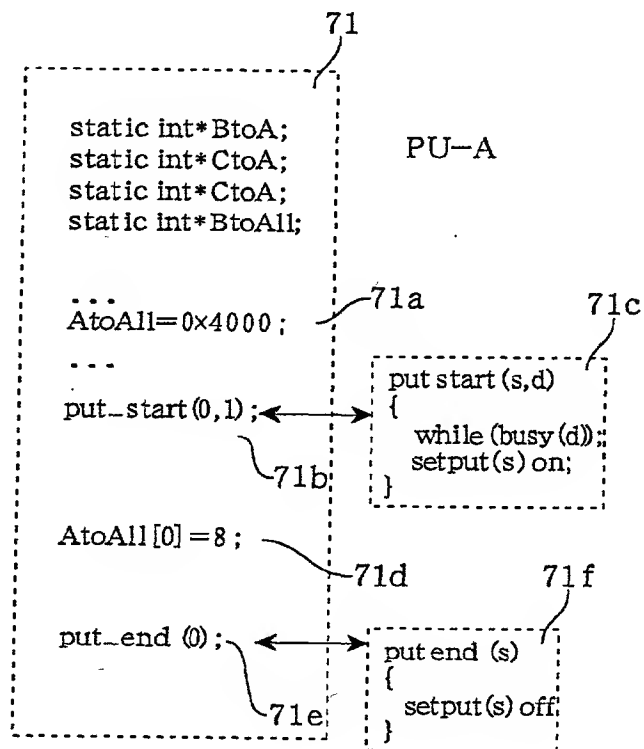 71
static int*BtoA;
PU-A
static int*CtoA;
static int*CtoA;
static int*BtoAll;
...
71a
AtoAll=0×4000;
71c
...
put start(s,d)
put_start(0,1);
{
while(busy(d));
setput(s)on;
}
71b
AtoAll[0]=8;
71d
71f
put_end(0);
put end (s)
{
setput(s)off
71e
}